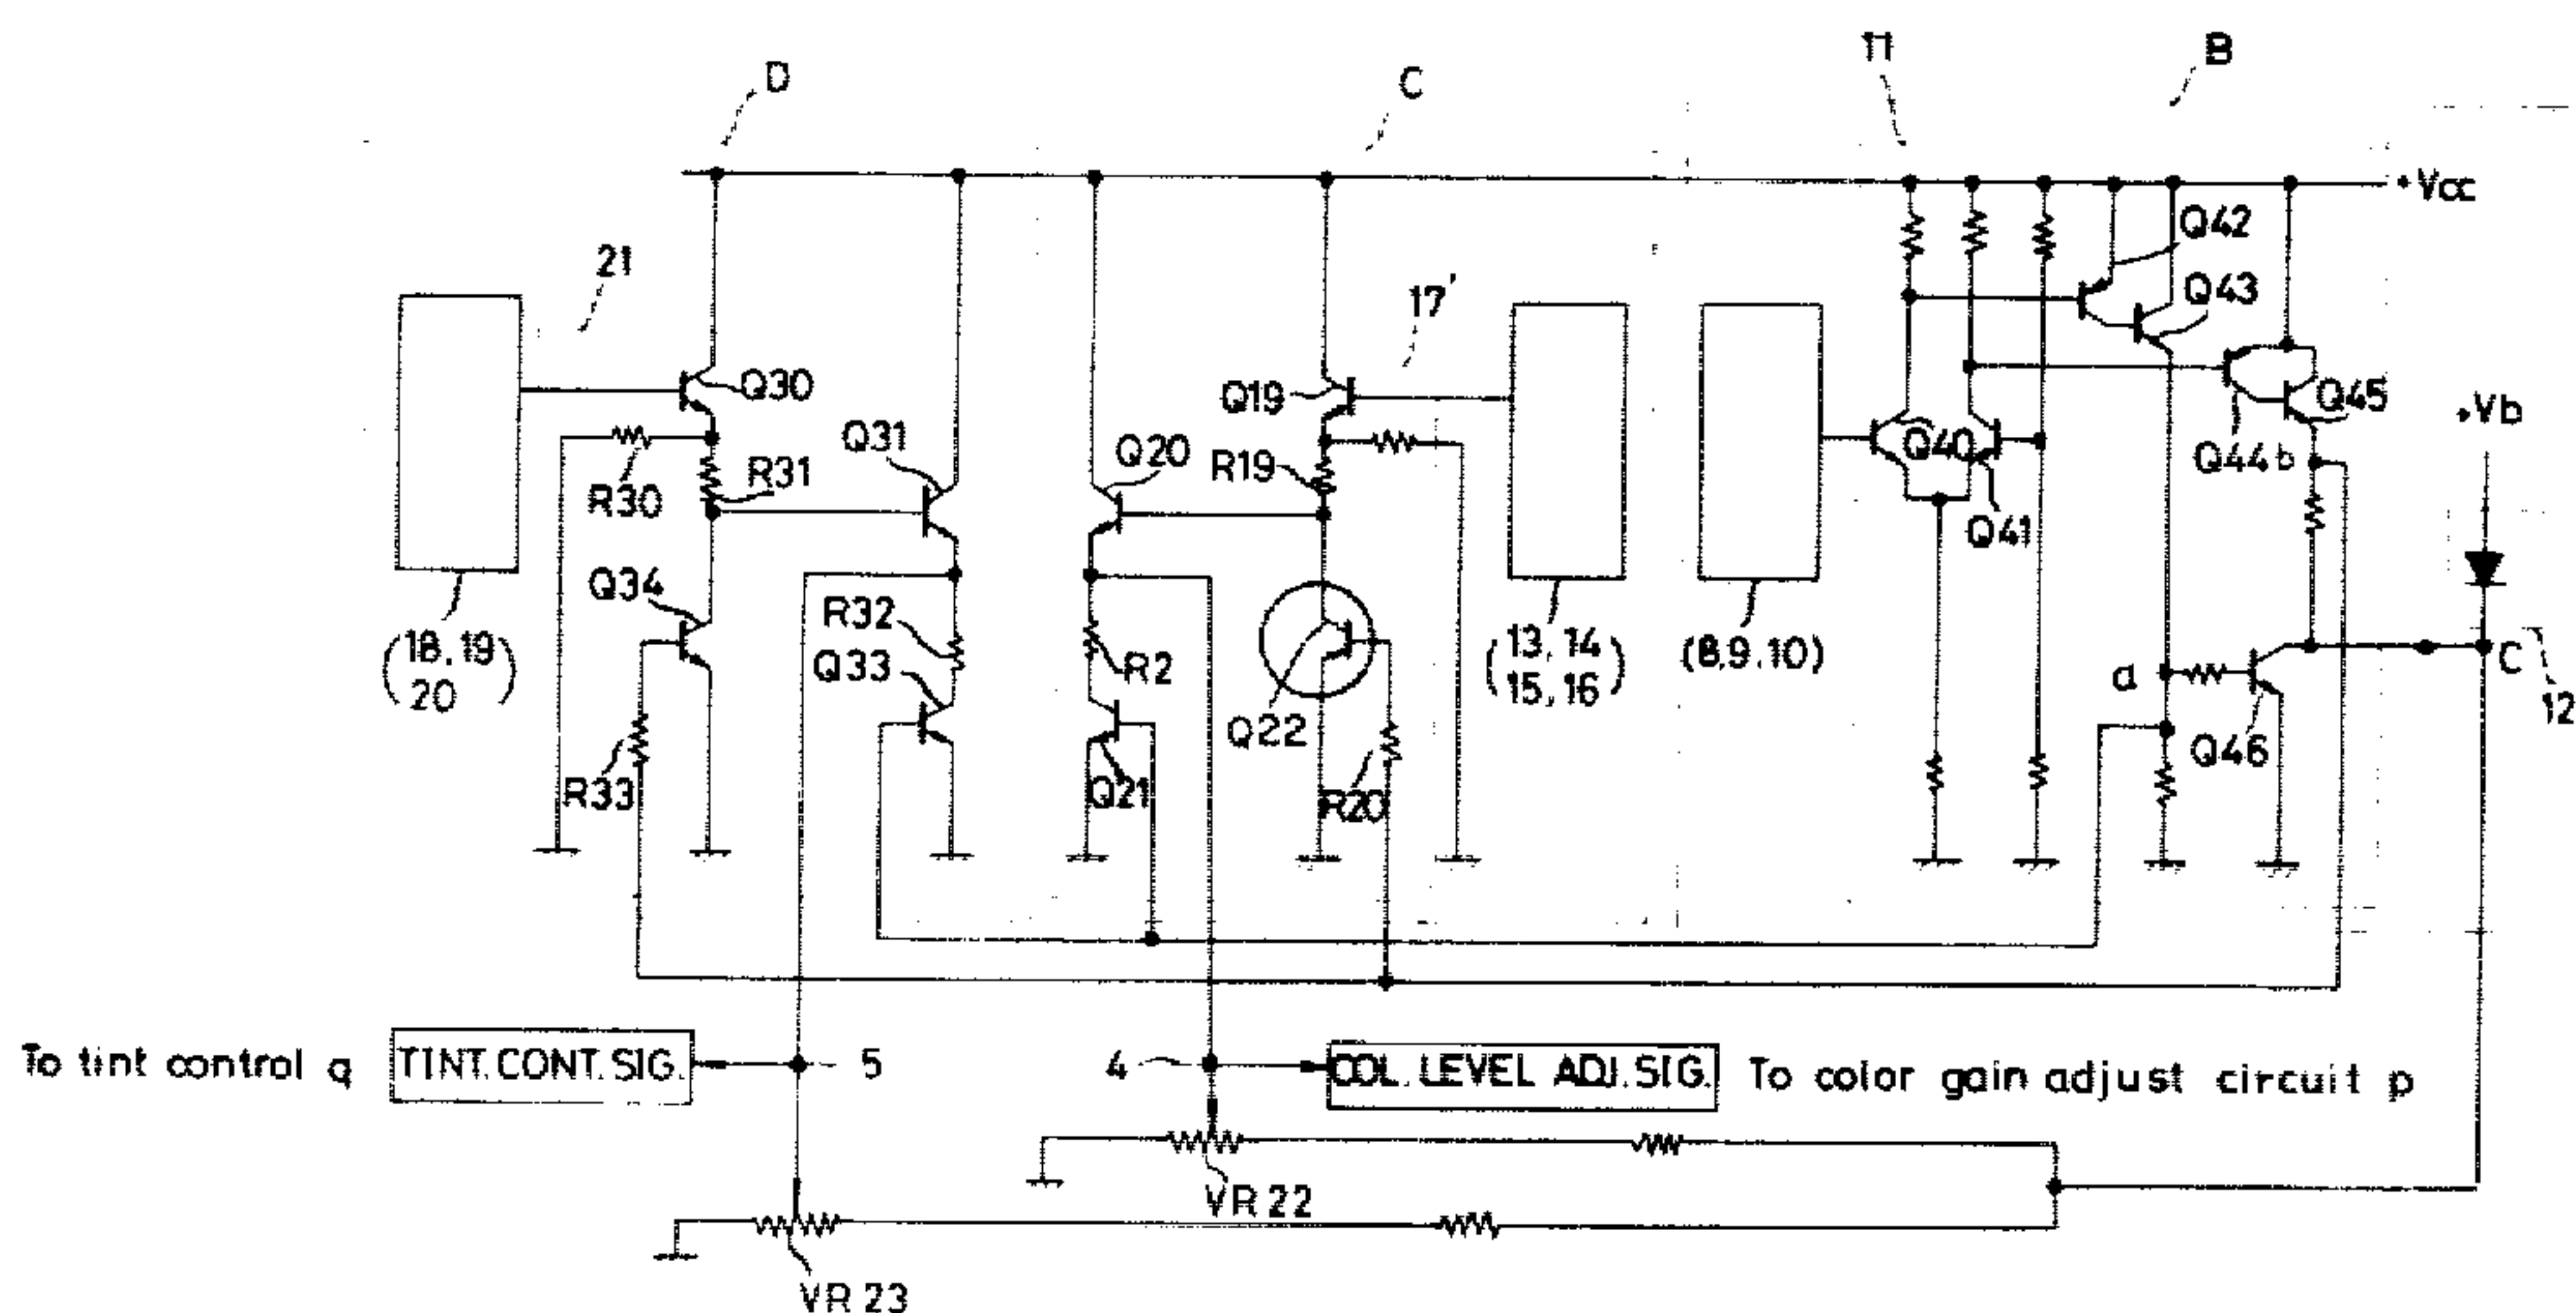 D
C
11
B
+Vcc
Q42
21
17'
Q43
Q30
Q19
Q45
+Vb
Q31
Q20
R19
Q40
Q44
b
R30
R31
Q41
Q34
R32
R2
(13, 14
15, 16)
(8,9,10)
a
C
(18, 19
20)
Q33
Q22
12
R33
Q21
R20
Q46
To tint control q
TINT. CONT. SIG.
5
4
COL. LEVEL ADJ. SIG.
To color gain adjust circuit p
VR 22
VR 23